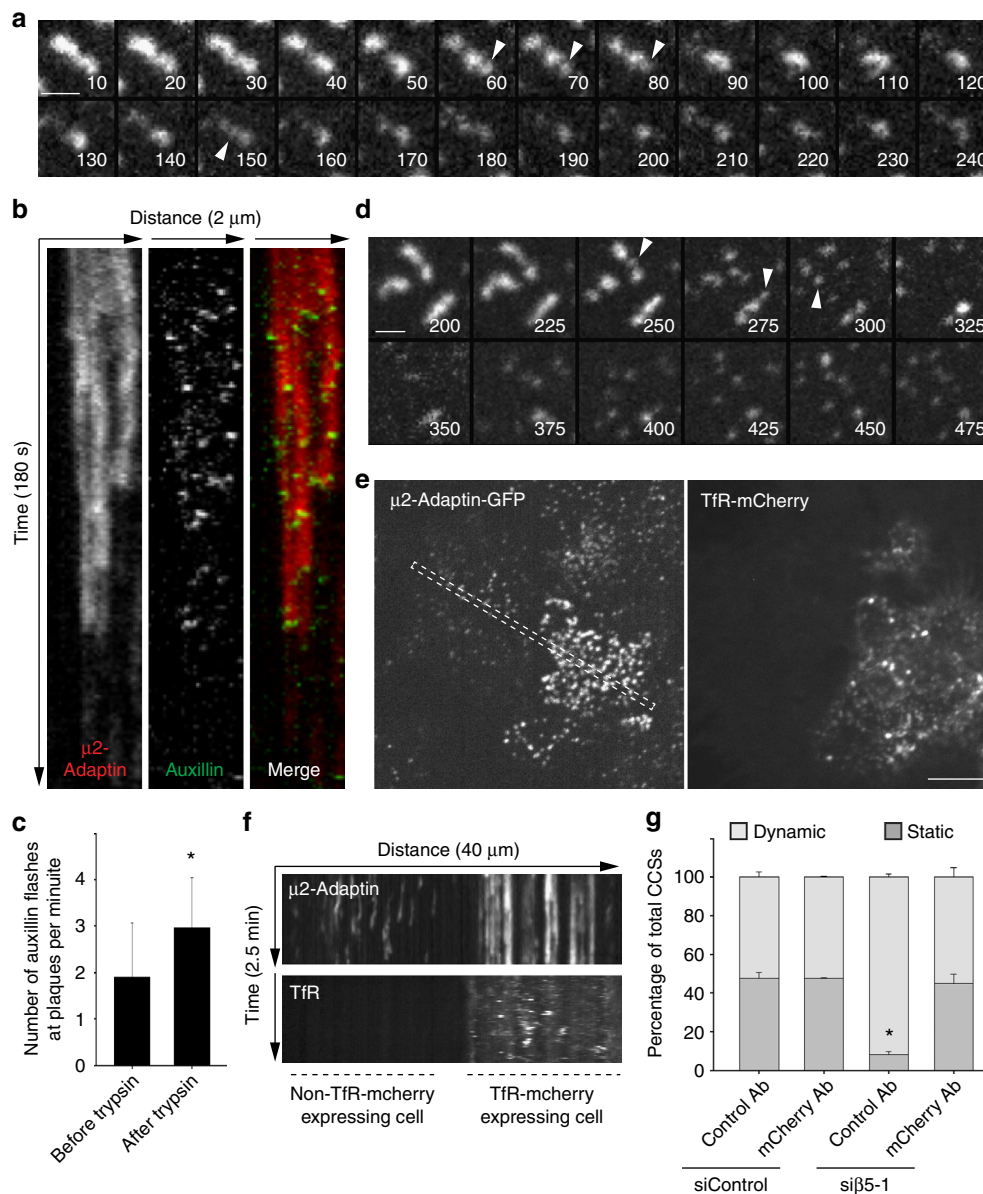 a
10 20 30 40 50 60 70 80 90 100 110 120
130 140 150 160 170 180 190 200 210 220 230 240
b
Distance (2 μm)
Time (180 s)
μ2-
Adaptin
Auxillin
Merge
d
200 225 250 275 300 325
350 375 400 425 450 475
e
μ2-Adaptin-GFP
TfR-mCherry
c
Number of auxillin flashes
at plaques per minuite
4
3
2
1
0
*
Before trypsin
After trypsin
f
Distance (40 μm)
Time (2.5 min)
μ2-Adaptin
TfR
Non-TfR-mcherry
expressing cell
TfR-mcherry
expressing cell
g
Dynamic
Static
Percentage of total CCSs
100
80
60
40
20
0
*
Control Ab
mCherry Ab
Control Ab
mCherry Ab
siControl
siβ5-1